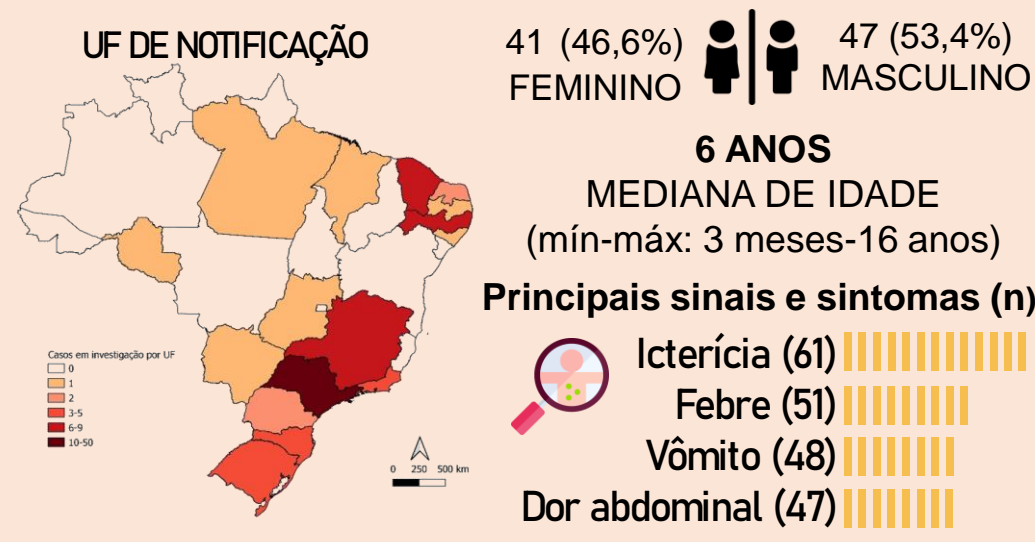 UF DE NOTIFICAÇÃO
Casos em investigação por UF
0
1
2
3-5
6-9
10-50
0 250 500 km
41 (46,6%)
FEMININO
47 (53,4%)
MASCULINO
6 ANOS
MEDIANA DE IDADE
(mín-máx: 3 meses-16 anos)
Principais sinais e sintomas (n)
Icterícia (61)
Febre (51)
Vômito (48)
Dor abdominal (47)